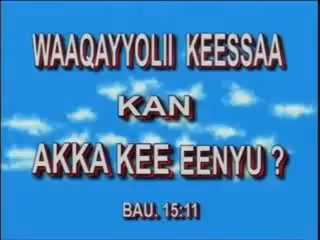 WAAQAYYOLII KEESSAA
KAN
AKKA KEE EENYU ?
BAU. 15:11